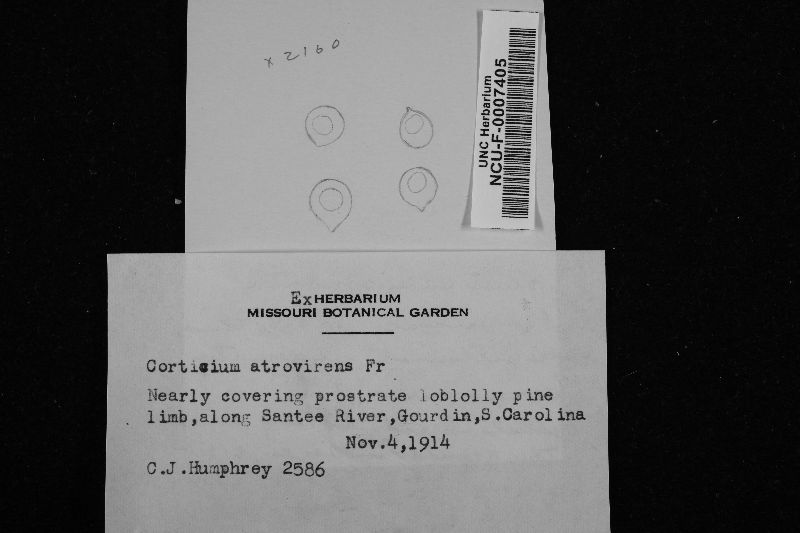 x 2160
UNC Herbarium
NCU-F-0007405
Ex HERBARIUM
MISSOURI BOTANICAL GARDEN
Corticium atrovirens Fr
Nearly covering prostrate loblolly pine
limb,along Santee River,Gourdin,S.Carolina
Nov.4,1914
C.J.Humphrey 2586